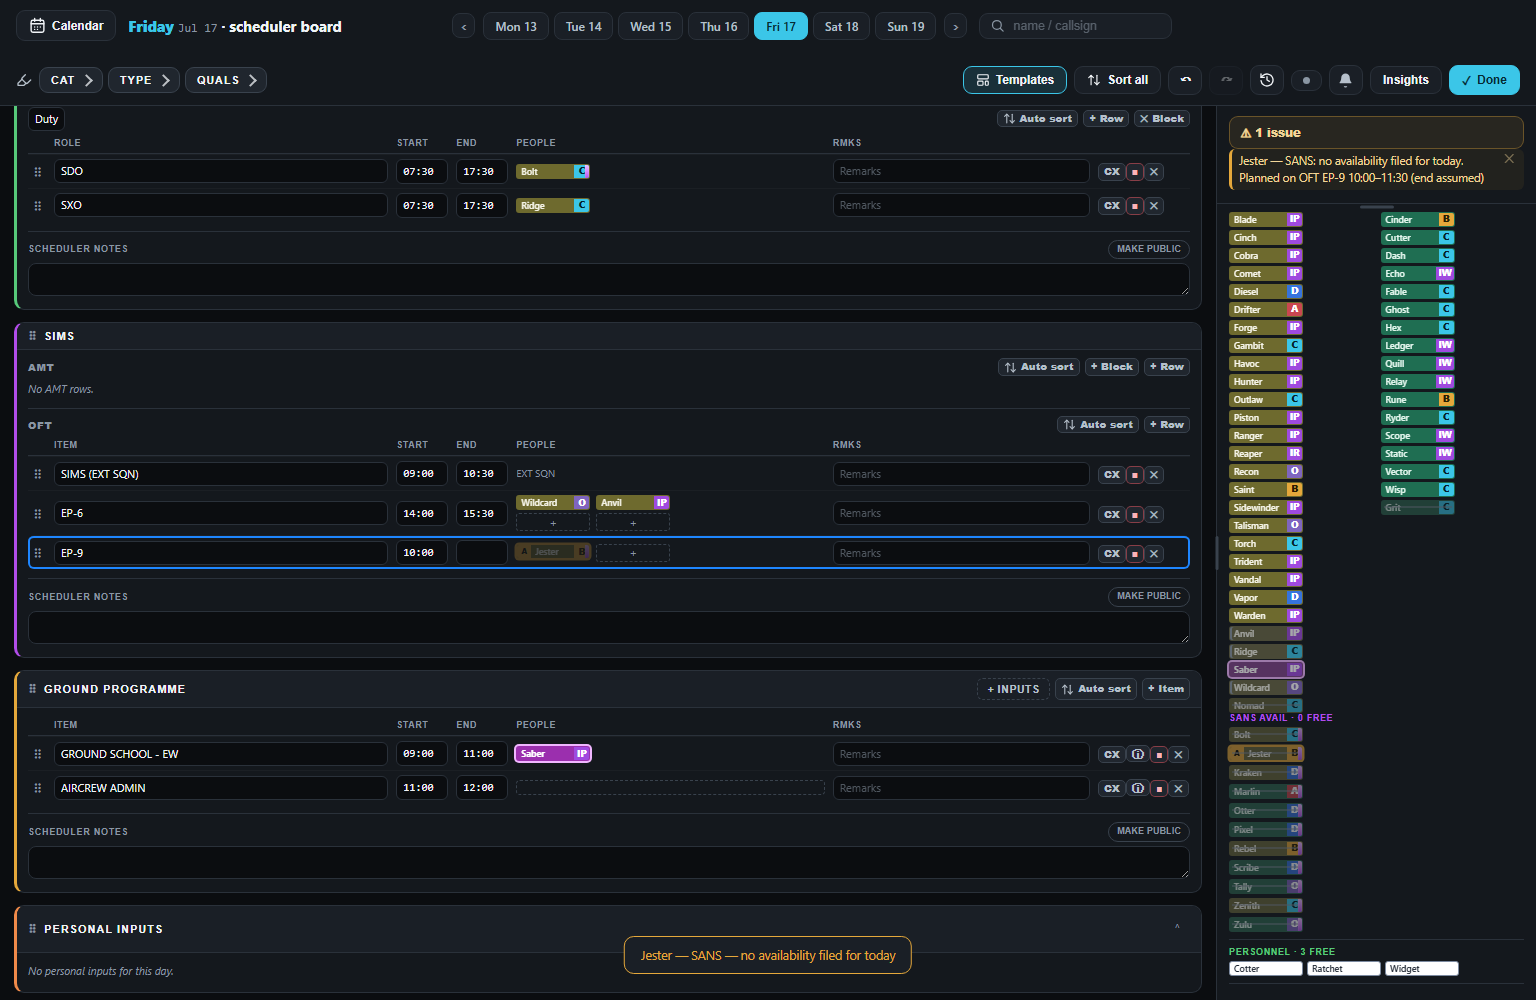 Calendar
Friday Jul 17 · scheduler board
Mon 13
Tue 14
Wed 15
Thu 16
Fri 17
Sat 18
Sun 19
name / callsign
CAT
TYPE
QUALS
Templates
Sort all
Insights
✓ Done
Duty
Auto sort
+ Row
✕ Block
ROLE START END PEOPLE RMKS
SDO 07:30 17:30 Bolt C Remarks CX
SXO 07:30 17:30 Ridge C Remarks CX
SCHEDULER NOTES
MAKE PUBLIC
SIMS
AMT
Auto sort
+ Block
+ Row
No AMT rows.
OFT
Auto sort
+ Row
ITEM START END PEOPLE RMKS
SIMS (EXT SQN) 09:00 10:30 EXT SQN Remarks CX
EP-6 14:00 15:30 Wildcard O Anvil IP Remarks CX
+ +
EP-9 10:00 A Jester B + Remarks CX
SCHEDULER NOTES
MAKE PUBLIC
GROUND PROGRAMME
+ INPUTS
Auto sort
+ Item
ITEM START END PEOPLE RMKS
GROUND SCHOOL - EW 09:00 11:00 Saber IP Remarks CX
AIRCREW ADMIN 11:00 12:00 Remarks CX
SCHEDULER NOTES
MAKE PUBLIC
PERSONAL INPUTS
No personal inputs for this day.
Jester — SANS — no availability filed for today
⚠ 1 issue
Jester — SANS: no availability filed for today.
Planned on OFT EP-9 10:00–11:30 (end assumed)
Blade IP
Cinch IP
Cobra IP
Comet IP
Diesel D
Drifter A
Forge IP
Gambit C
Havoc IP
Hunter IP
Outlaw C
Piston IP
Ranger IP
Reaper IR
Recon O
Saint B
Sidewinder IP
Talisman O
Torch C
Trident IP
Vandal IP
Vapor D
Warden IP
Anvil IP
Ridge C
Saber IP
Wildcard O
Nomad C
Cinder B
Cutter C
Dash C
Echo IW
Fable C
Ghost C
Hex C
Ledger IW
Quill IW
Relay IW
Rune B
Ryder C
Scope IW
Static IW
Vector C
Wisp C
Grit C
SANS AVAIL · 0 FREE
Bolt C
A Jester B
Kraken D
Marlin A
Otter D
Pixel D
Rebel B
Scribe D
Tally O
Zenith C
Zulu O
PERSONNEL · 3 FREE
Cotter
Ratchet
Widget